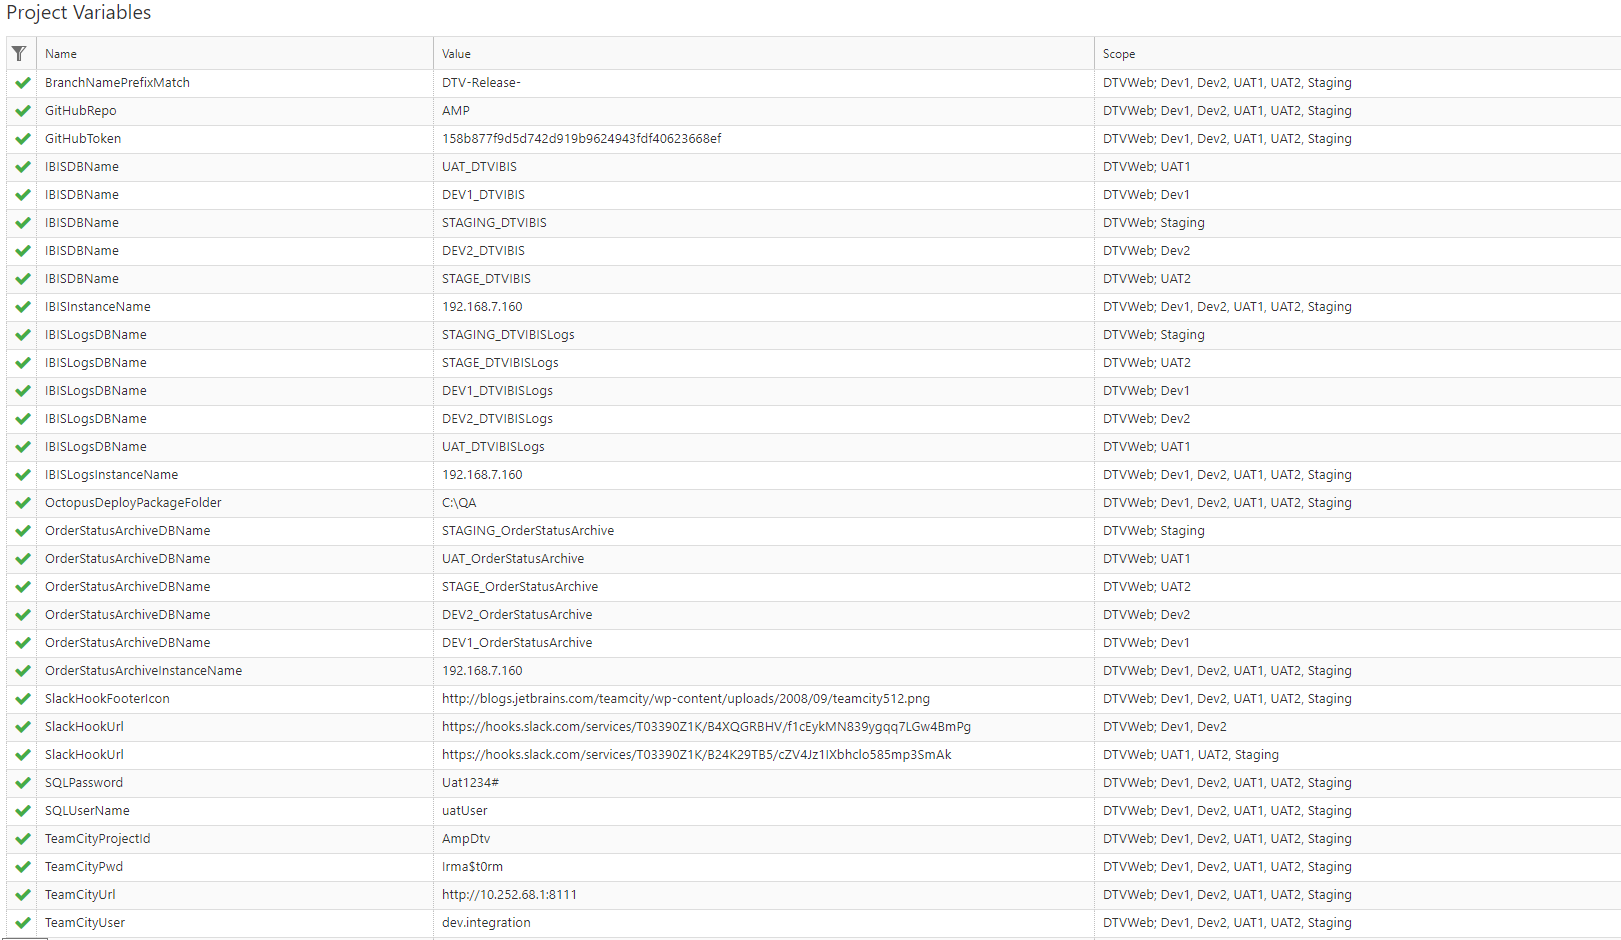 Project Variables
Name Value Scope
BranchNamePrefixMatch DTV-Release- DTVWeb; Dev1, Dev2, UAT1, UAT2, Staging
GitHubRepo AMP DTVWeb; Dev1, Dev2, UAT1, UAT2, Staging
GitHubToken 158b877f9d5d742d919b9624943fdf40623668ef DTVWeb; Dev1, Dev2, UAT1, UAT2, Staging
IBISDBName UAT_DTVIBIS DTVWeb; UAT1
IBISDBName DEV1_DTVIBIS DTVWeb; Dev1
IBISDBName STAGING_DTVIBIS DTVWeb; Staging
IBISDBName DEV2_DTVIBIS DTVWeb; Dev2
IBISDBName STAGE_DTVIBIS DTVWeb; UAT2
IBISInstanceName 192.168.7.160 DTVWeb; Dev1, Dev2, UAT1, UAT2, Staging
IBISLogsDBName STAGING_DTVIBISLogs DTVWeb; Staging
IBISLogsDBName STAGE_DTVIBISLogs DTVWeb; UAT2
IBISLogsDBName DEV1_DTVIBISLogs DTVWeb; Dev1
IBISLogsDBName DEV2_DTVIBISLogs DTVWeb; Dev2
IBISLogsDBName UAT_DTVIBISLogs DTVWeb; UAT1
IBISLogsInstanceName 192.168.7.160 DTVWeb; Dev1, Dev2, UAT1, UAT2, Staging
OctopusDeployPackageFolder C:\QA DTVWeb; Dev1, Dev2, UAT1, UAT2, Staging
OrderStatusArchiveDBName STAGING_OrderStatusArchive DTVWeb; Staging
OrderStatusArchiveDBName UAT_OrderStatusArchive DTVWeb; UAT1
OrderStatusArchiveDBName STAGE_OrderStatusArchive DTVWeb; UAT2
OrderStatusArchiveDBName DEV2_OrderStatusArchive DTVWeb; Dev2
OrderStatusArchiveDBName DEV1_OrderStatusArchive DTVWeb; Dev1
OrderStatusArchiveInstanceName 192.168.7.160 DTVWeb; Dev1, Dev2, UAT1, UAT2, Staging
SlackHookFooterIcon http://blogs.jetbrains.com/teamcity/wp-content/uploads/2008/09/teamcity512.png DTVWeb; Dev1, Dev2, UAT1, UAT2, Staging
SlackHookUrl https://hooks.slack.com/services/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 DTVWeb; Dev1, Dev2
SlackHookUrl https://hooks.slack.com/services/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 DTVWeb; UAT1, UAT2, Staging
SQLPassword Uat1234# DTVWeb; Dev1, Dev2, UAT1, UAT2, Staging
SQLUserName uatUser DTVWeb; Dev1, Dev2, UAT1, UAT2, Staging
TeamCityProjectId AmpDtv DTVWeb; Dev1, Dev2, UAT1, UAT2, Staging
TeamCityPwd Irma$t0rm DTVWeb; Dev1, Dev2, UAT1, UAT2, Staging
TeamCityUrl http://10.252.68.1:8111 DTVWeb; Dev1, Dev2, UAT1, UAT2, Staging
TeamCityUser dev.integration DTVWeb; Dev1, Dev2, UAT1, UAT2, Staging